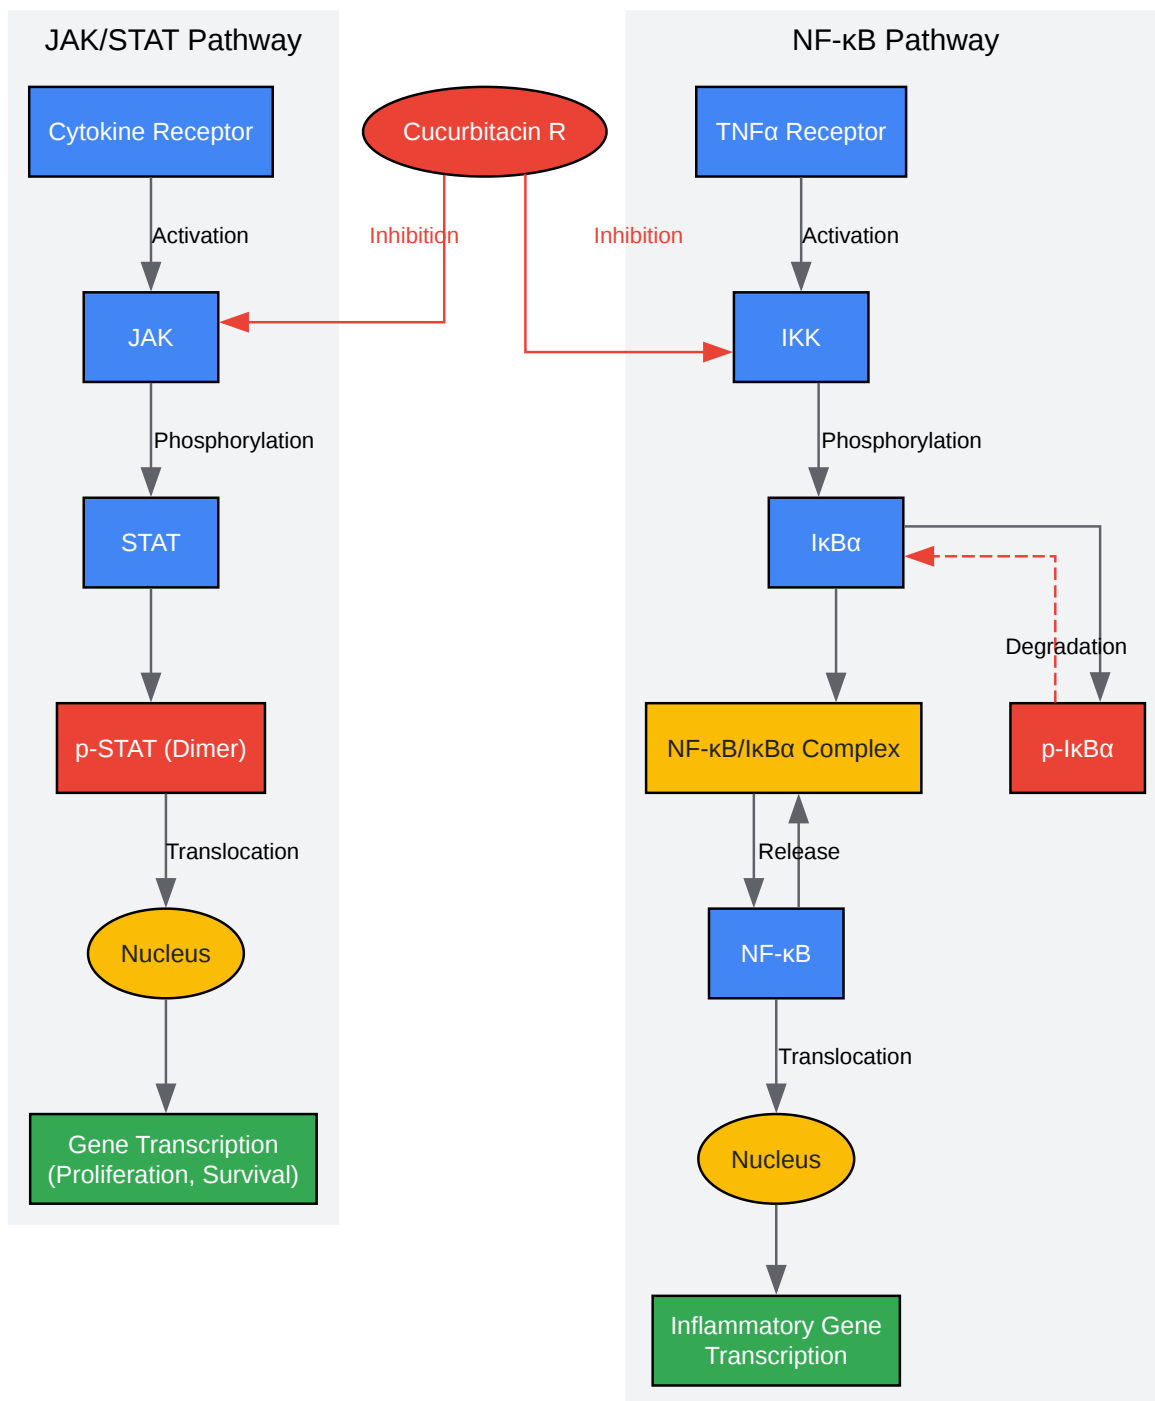 JAK/STAT Pathway
NF-κB Pathway
Cytokine Receptor
Cucurbitacin R
TNFα Receptor
Activation
Inhibition
Inhibition
Activation
JAK
IKK
Phosphorylation
Phosphorylation
STAT
IκBα
Degradation
p-STAT (Dimer)
NF-κB/IκBα Complex
p-IκBα
Translocation
Release
Nucleus
NF-κB
Translocation
Gene Transcription
(Proliferation, Survival)
Nucleus
Inflammatory Gene
Transcription